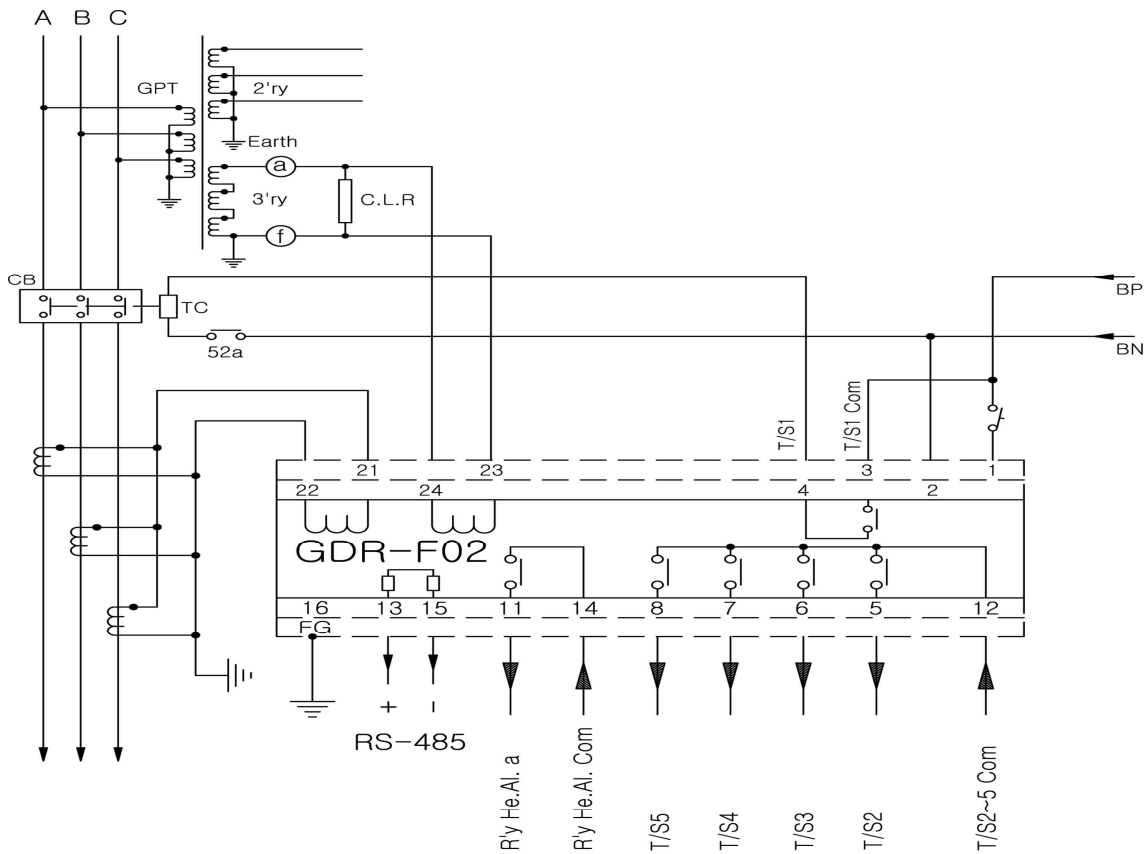 A B C
GPT
2'ry
Earth
a
3'ry
C.L.R
f
CB
TC
BP
52a
BN
T/S1
T/S1 Com
21 23 3 1
22 24 4 2
GDR-F02
16 13 15 11 14 8 7 6 5 12
FG
+ -
RS-485
R'y He.Al. a
R'y He.Al. Com
T/S5
T/S4
T/S3
T/S2
T/S2~5 Com